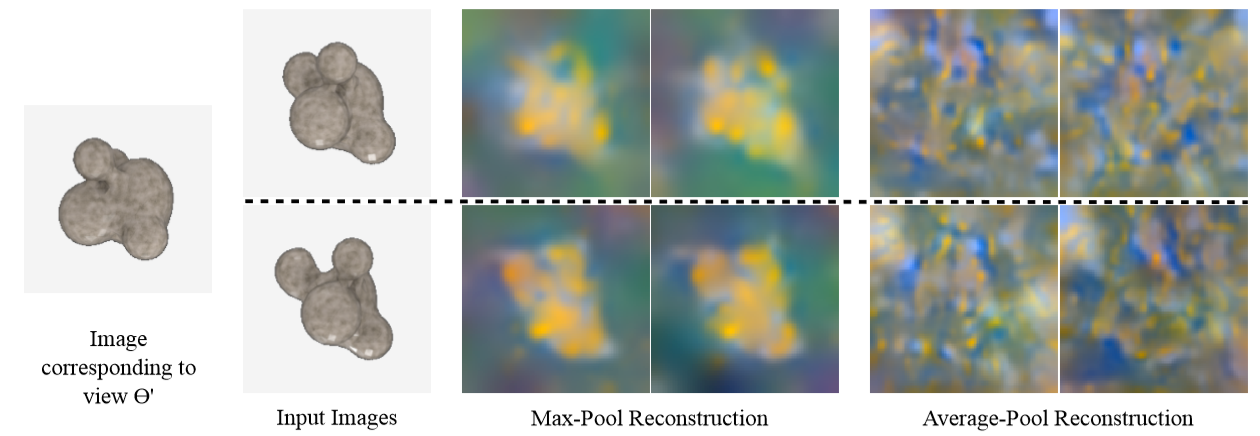 Image
corresponding to
view Ɵ'
Input Images
Max-Pool Reconstruction
Average-Pool Reconstruction